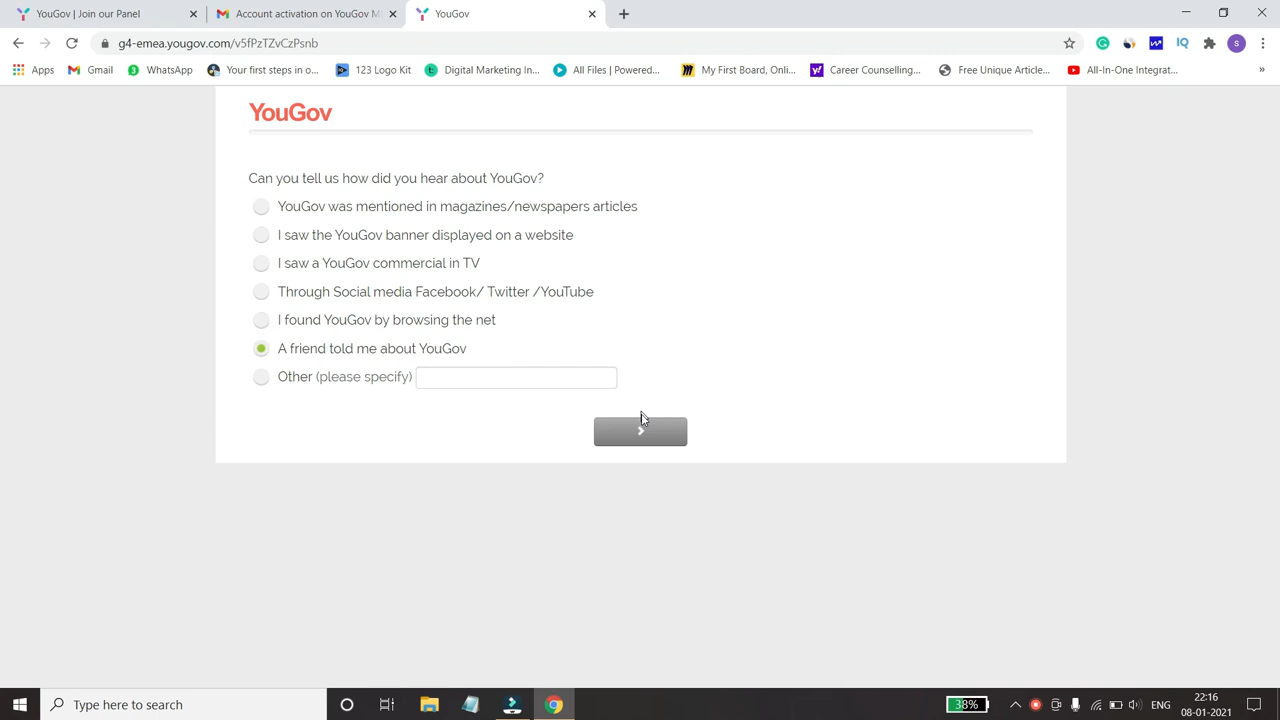 YouGov | Join our Panel
Account activation on YouGov M
YouGov
g4-emea.yougov.com/v5fPzTZvCzPsnb
S
Apps
Gmail
WhatsApp
Your first steps in o...
123 Logo Kit
Digital Marketing In...
All Files | Powered...
My First Board, Onli...
Career Counselling...
Free Unique Article...
All-In-One Integrat...
»
YouGov
Can you tell us how did you hear about YouGov?
YouGov was mentioned in magazines/newspapers articles
I saw the YouGov banner displayed on a website
I saw a YouGov commercial in TV
Through Social media Facebook/ Twitter /YouTube
I found YouGov by browsing the net
A friend told me about YouGov
Other (please specify)
Type here to search
38%
ENG
22:16
08-01-2021